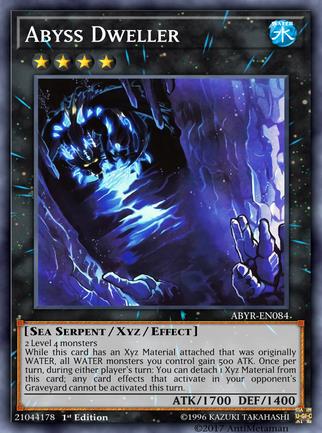 Abyss Dweller
WATER
水
ABYR-EN084
[Sea Serpent / Xyz / Effect]
2 Level 4 monsters
While this card has an Xyz Material attached that was originally
WATER, all WATER monsters you control gain 500 ATK. Once per
turn, during either player's turn: You can detach 1 Xyz Material from
this card; any card effects that activate in your opponent's
Graveyard cannot be activated this turn.
ATK/1700 DEF/1400
21044178 1st Edition ©1996 KAZUKI TAKAHASHI
©2017 AntiMetaman